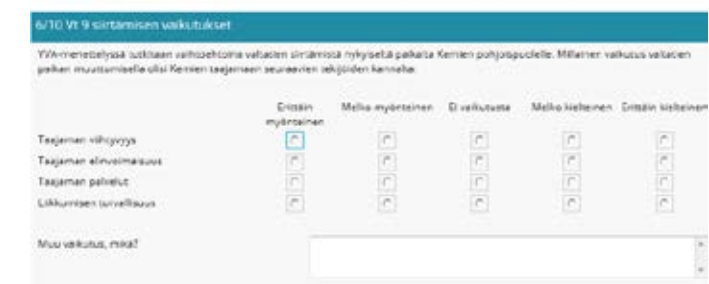 6/10 Vt 9 siirtämisen vaikutukset
YVA-menettelyssä tutkitaan vaihtoehtoina valtatien siirtämistä nykyiseltä paikalta Kemien pohjoispuolelle. Millainen vaikutus valtatien
paikan muuttumisella olisi Kemien taajamaan seuraavien tekijöiden kannalta:
Erittäin myönteinen Melko myönteinen Ei vaikutusta Melko kielteinen Erittäin kielteinen
Taajaman viihtyvyys
Taajaman elinvoimaisuus
Taajaman palvelut
Liikkumisen turvallisuus
Muu vaikutus, mikä?